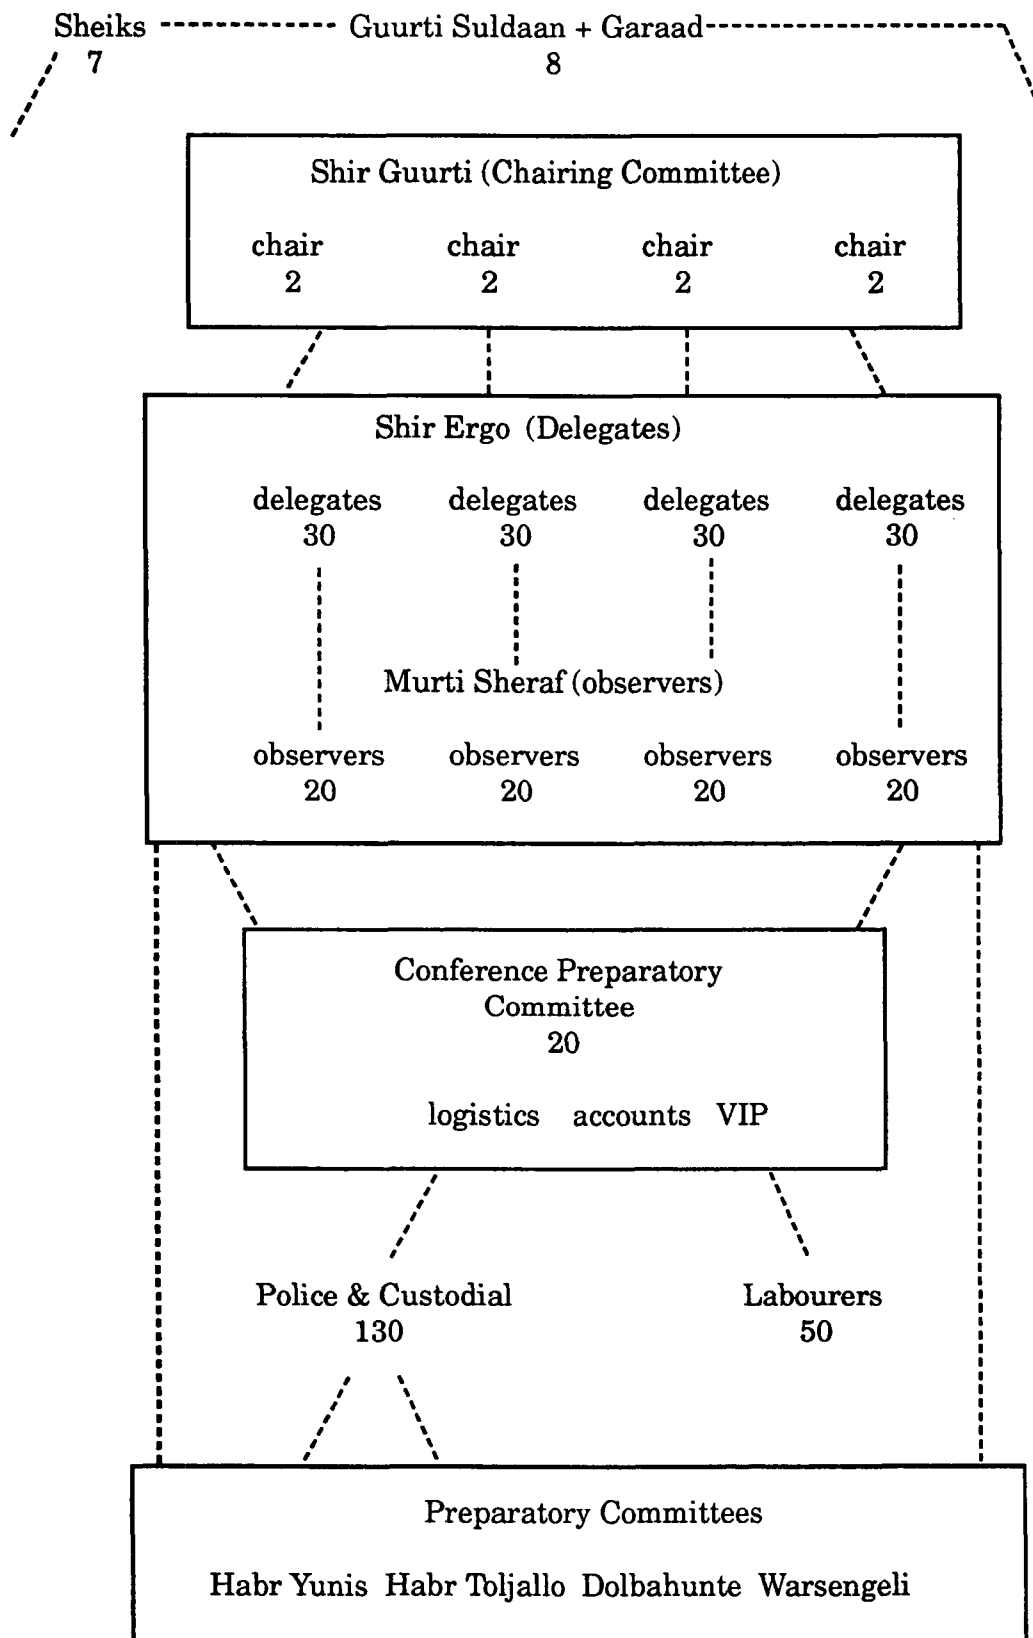 Sheiks Guurti Suldaan + Garaad
7 8
Shir Guurti (Chairing Committee)
chair chair chair chair
2 2 2 2
Shir Ergo (Delegates)
delegates delegates delegates delegates
30 30 30 30
Murti Sheraf (observers)
observers observers observers observers
20 20 20 20
Conference Preparatory
Committee
20
logistics accounts VIP
Police & Custodial Labourers
130 50
Preparatory Committees
Habr Yunis Habr Toljallo Dolbahunte Warsengeli